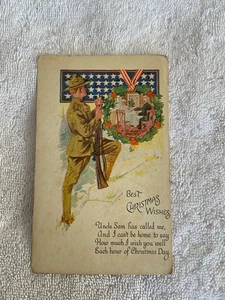 BEST
CHRISTMAS
WISHES
Uncle Sam has called me,
And I can't be home to say
How much I wish you well
Each hour of Christmas Day.